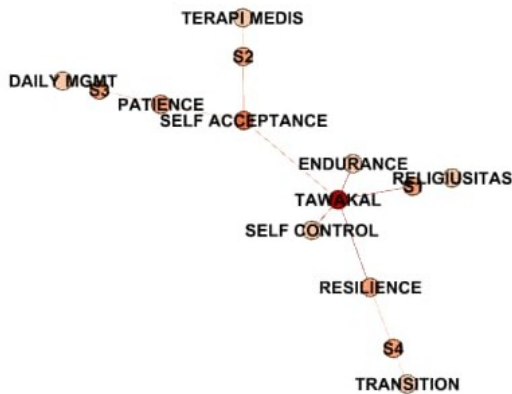 TERAPI MEDIS
S2
DAILY MGMT
S3
PATIENCE
SELF ACCEPTANCE
ENDURANCE
RELIGIUSITAS
S1
TAWAKAL
SELF CONTROL
RESILIENCE
S4
TRANSITION